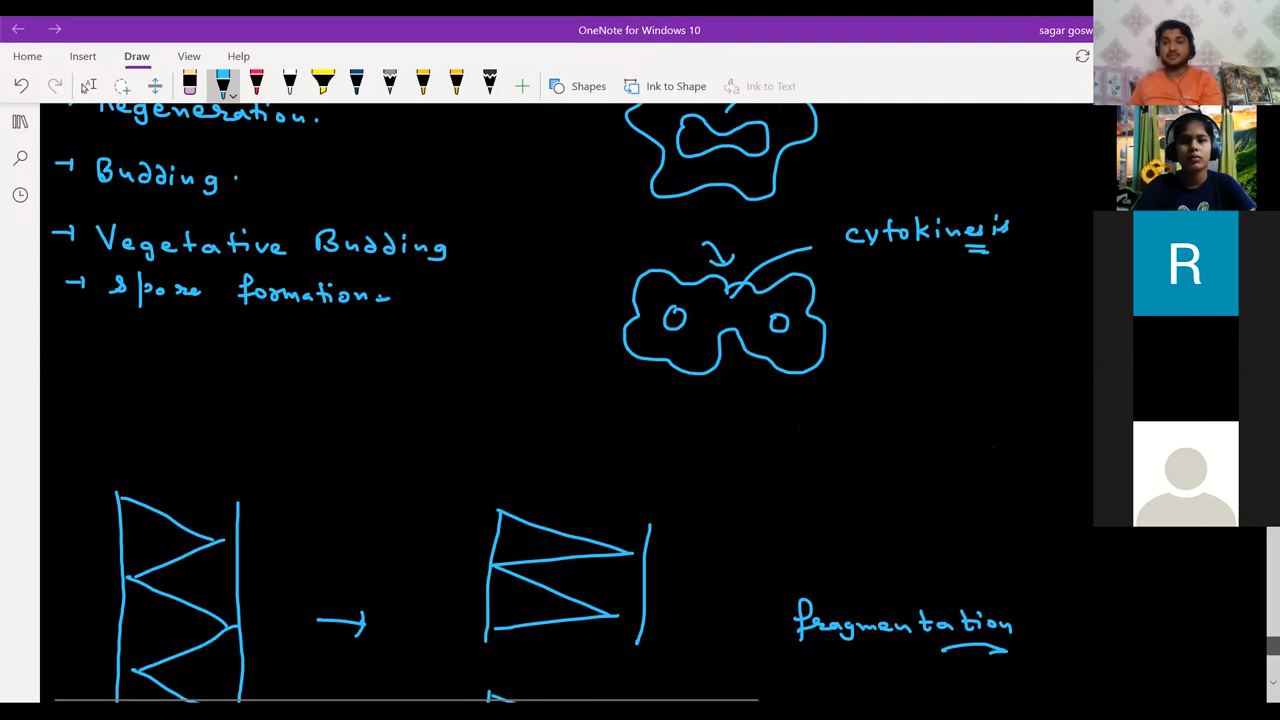 OneNote for Windows 10
sagar gosw
Home Insert Draw View Help
Shapes Ink to Shape Ink to Text
Regeneration.
Budding.
Vegetative Budding
spore formation.
cytokinesis
fragmentation
R